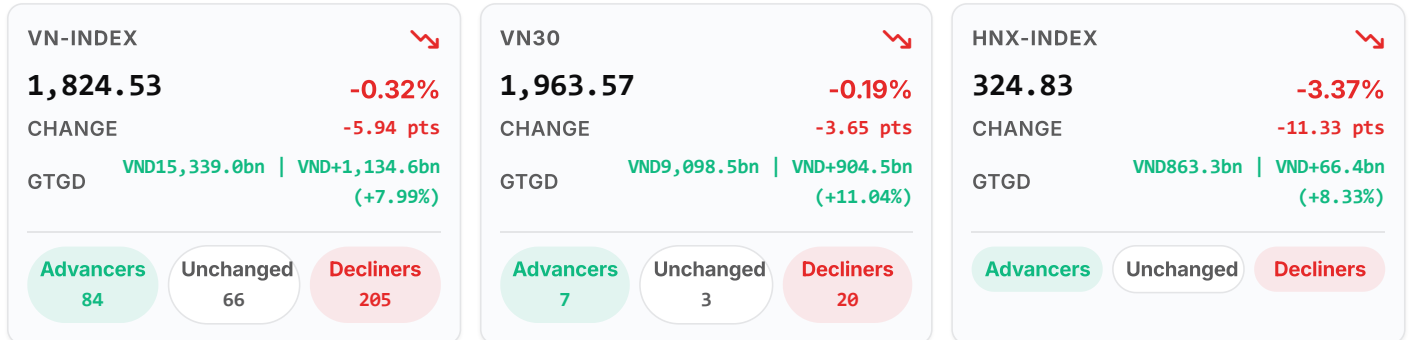 VN-INDEX
1,824.53
-0.32%
CHANGE
-5.94 pts
GTGD
VND15,339.0bn | VND+1,134.6bn
(+7.99%)
Advancers
84
Unchanged
66
Decliners
205
VN30
1,963.57
-0.19%
CHANGE
-3.65 pts
GTGD
VND9,098.5bn | VND+904.5bn
(+11.04%)
Advancers
7
Unchanged
3
Decliners
20
HNX-INDEX
324.83
-3.37%
CHANGE
-11.33 pts
GTGD
VND863.3bn | VND+66.4bn
(+8.33%)
Advancers
Unchanged
Decliners